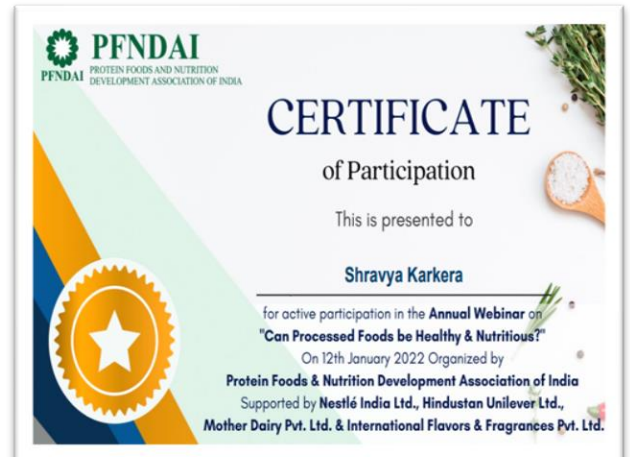 PFNDAI
PFNDAI
PROTEIN FOODS AND NUTRITION
DEVELOPMENT ASSOCIATION OF INDIA
CERTIFICATE
of Participation
This is presented to
Shravya Karkera
for active participation in the Annual Webinar on
"Can Processed Foods be Healthy & Nutritious?"
On 12th January 2022 Organized by
Protein Foods & Nutrition Development Association of India
Supported by Nestlé India Ltd., Hindustan Unilever Ltd.,
Mother Dairy Pvt. Ltd. & International Flavors & Fragrances Pvt. Ltd.